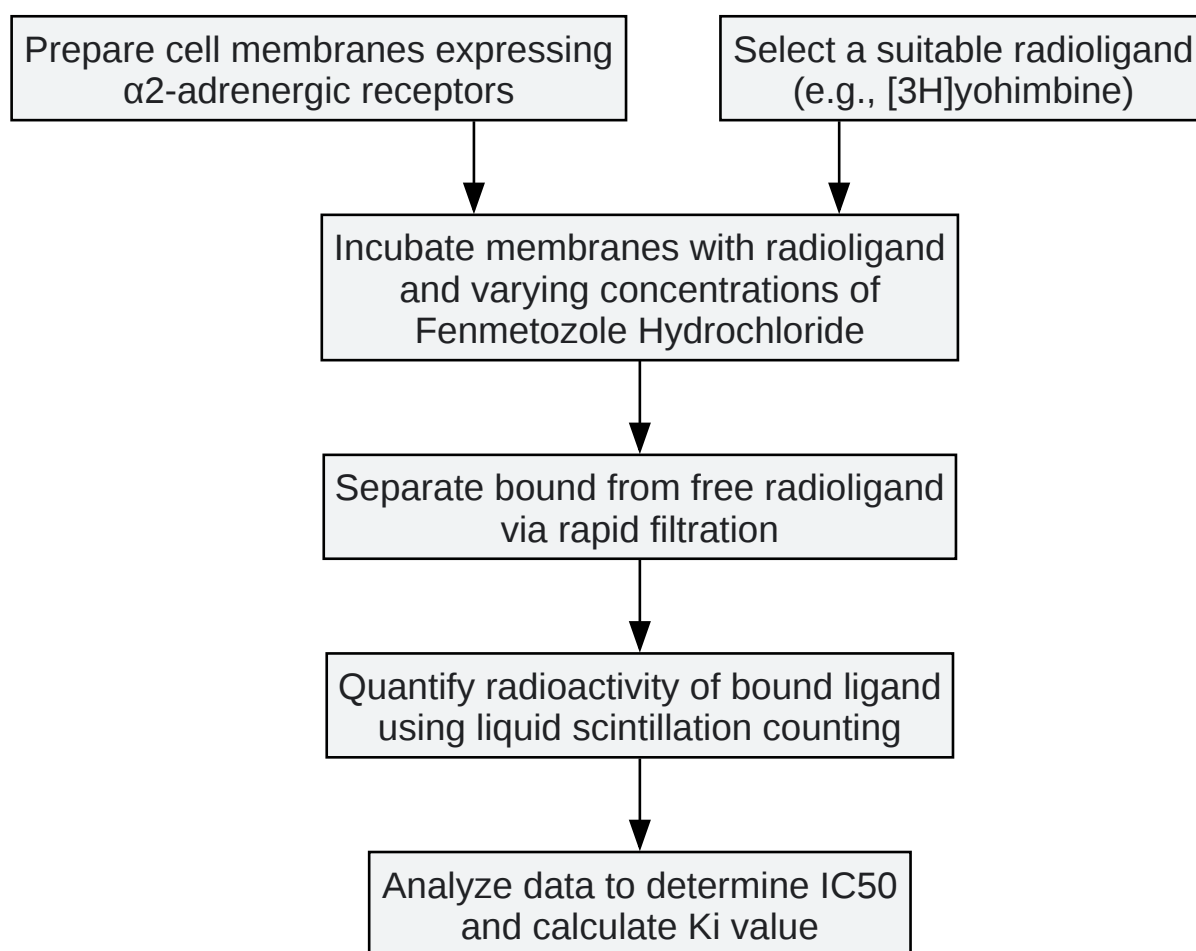 Prepare cell membranes expressing
α2-adrenergic receptors
Select a suitable radioligand
(e.g., [3H]yohimbine)
Incubate membranes with radioligand
and varying concentrations of
Fenmetozole Hydrochloride
Separate bound from free radioligand
via rapid filtration
Quantify radioactivity of bound ligand
using liquid scintillation counting
Analyze data to determine IC50
and calculate Ki value